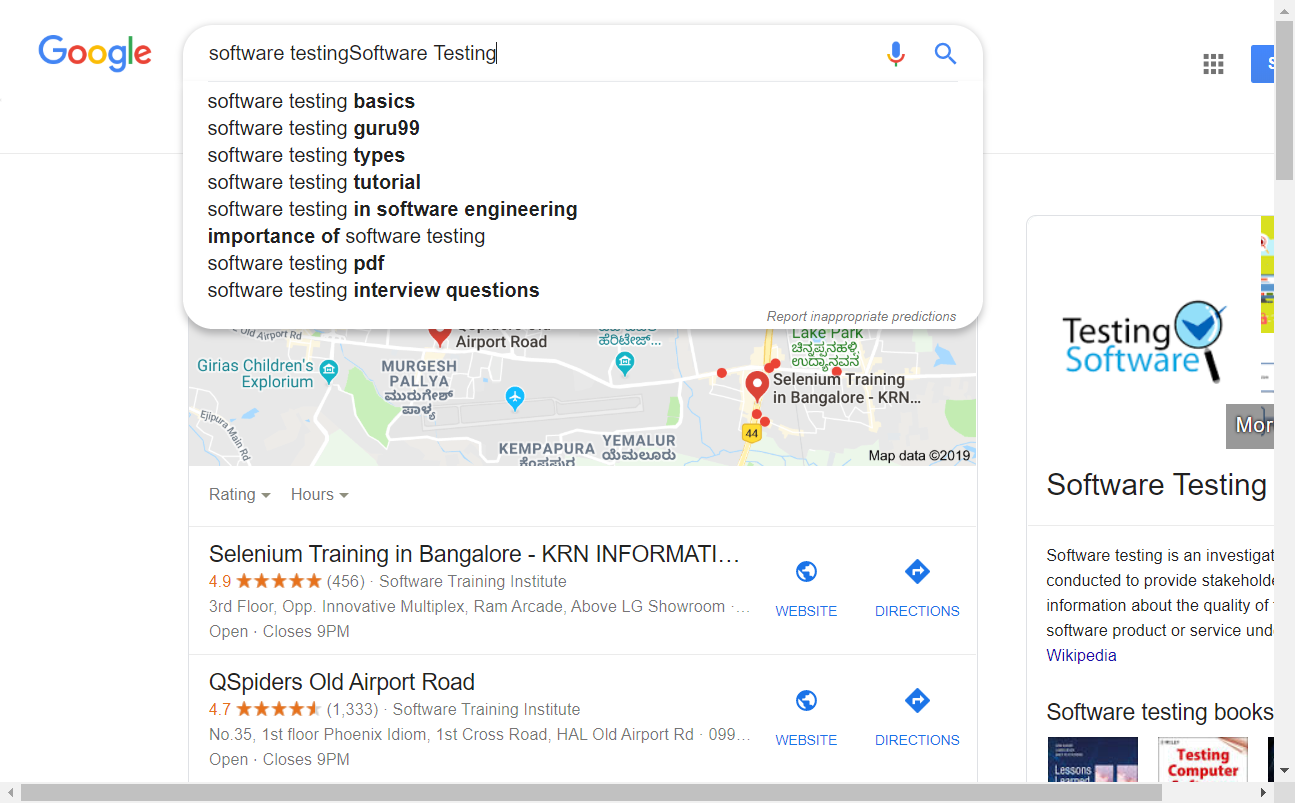 Google
software testingSoftware Testing
S
software testing basics
software testing guru99
software testing types
software testing tutorial
software testing in software engineering
importance of software testing
software testing pdf
software testing interview questions
Report inappropriate predictions
Old Airport Rd
Airport Road
Lake Park
ಚಿನ್ನಪ್ಪನಹಳ್ಳಿ
ಉದ್ಯಾನವನ
ಹೆರಿಟೇಜ್...
Girias Children's
Explorium
MURGESH
PALLYA
ಮುರುಗೇಶ್
ಪಾಳ್ಯ
Selenium Training
in Bangalore - KRN...
Ejipura Main Rd
44
KEMPAPURA
YEMALUR
ಯೆಮಲೂರು
Map data ©2019
Testing
Software
Mor
Rating
Hours
Software Testing
Selenium Training in Bangalore - KRN INFORMATI...
4.9 (456) · Software Training Institute
3rd Floor, Opp. Innovative Multiplex, Ram Arcade, Above LG Showroom ·...
Open · Closes 9PM
WEBSITE
DIRECTIONS
Software testing is an investigat
conducted to provide stakeholde
information about the quality of
software product or service und
Wikipedia
QSpiders Old Airport Road
4.7 (1,333) · Software Training Institute
No.35, 1st floor Phoenix Idiom, 1st Cross Road, HAL Old Airport Rd · 099...
Open · Closes 9PM
WEBSITE
DIRECTIONS
Software testing books
Lessons
Learned
WILEY
Testing
Computer